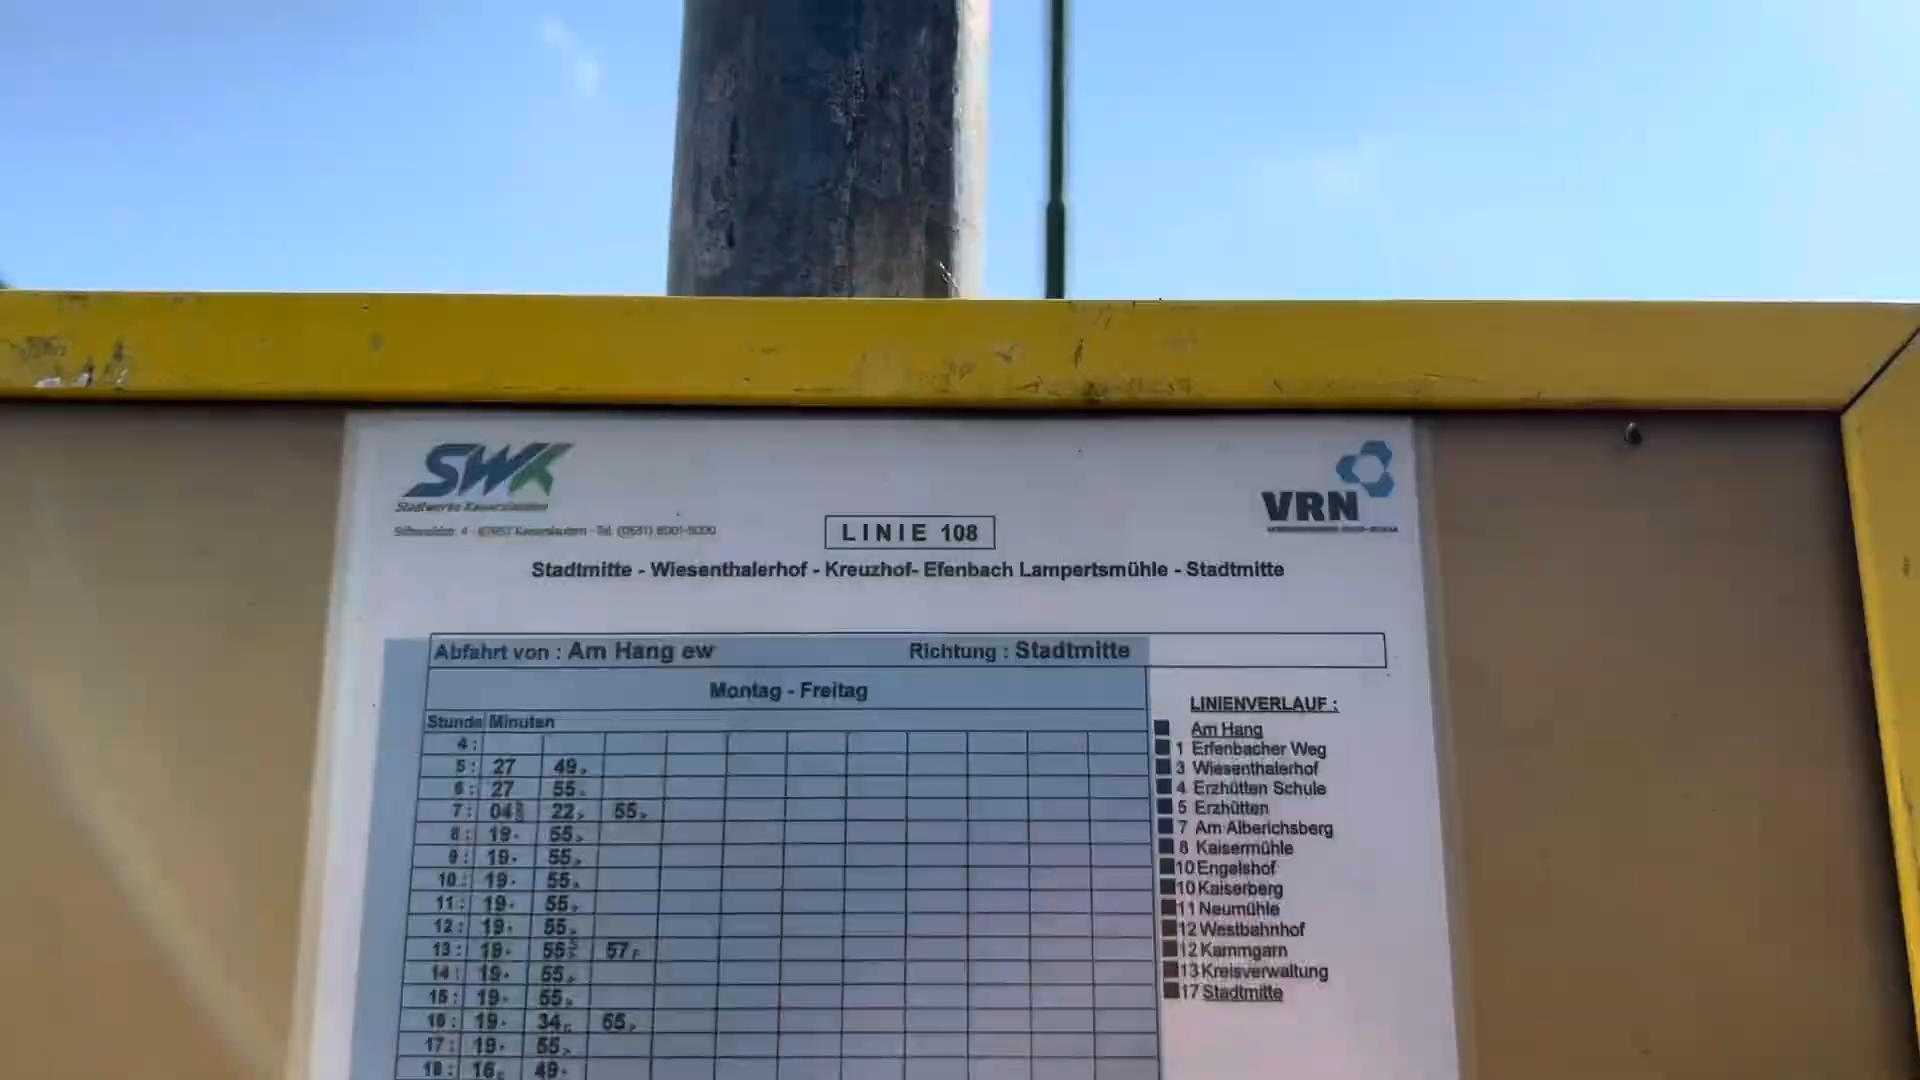 SWK
Stadtwerke Kaiserslautern
VRN
LINIE 108
Stadtmitte - Wiesenthalerhof - Kreuzhof- Efenbach Lampertsmühle - Stadtmitte
Abfahrt von : Am Hang ew Richtung : Stadtmitte
Montag - Freitag
Stunde Minuten
4 :
5 : 27 49
6 : 27 55
7 : 04 22 55
8 : 19 55
9 : 19 55
10 : 19 55
11 : 19 55
12 : 19 55
13 : 19 55 57
14 : 19 55
15 : 19 55
16 : 19 34 55
17 : 19 55
18 : 16 49
LINIENVERLAUF :
Am Hang
1 Erfenbacher Weg
3 Wiesenthalerhof
4 Erzhütten Schule
5 Erzhütten
7 Am Alberichsberg
8 Kaisermühle
10 Engelshof
10 Kaiserberg
11 Neumühle
12 Westbahnhof
12 Kammgarn
13 Kreisverwaltung
17 Stadtmitte